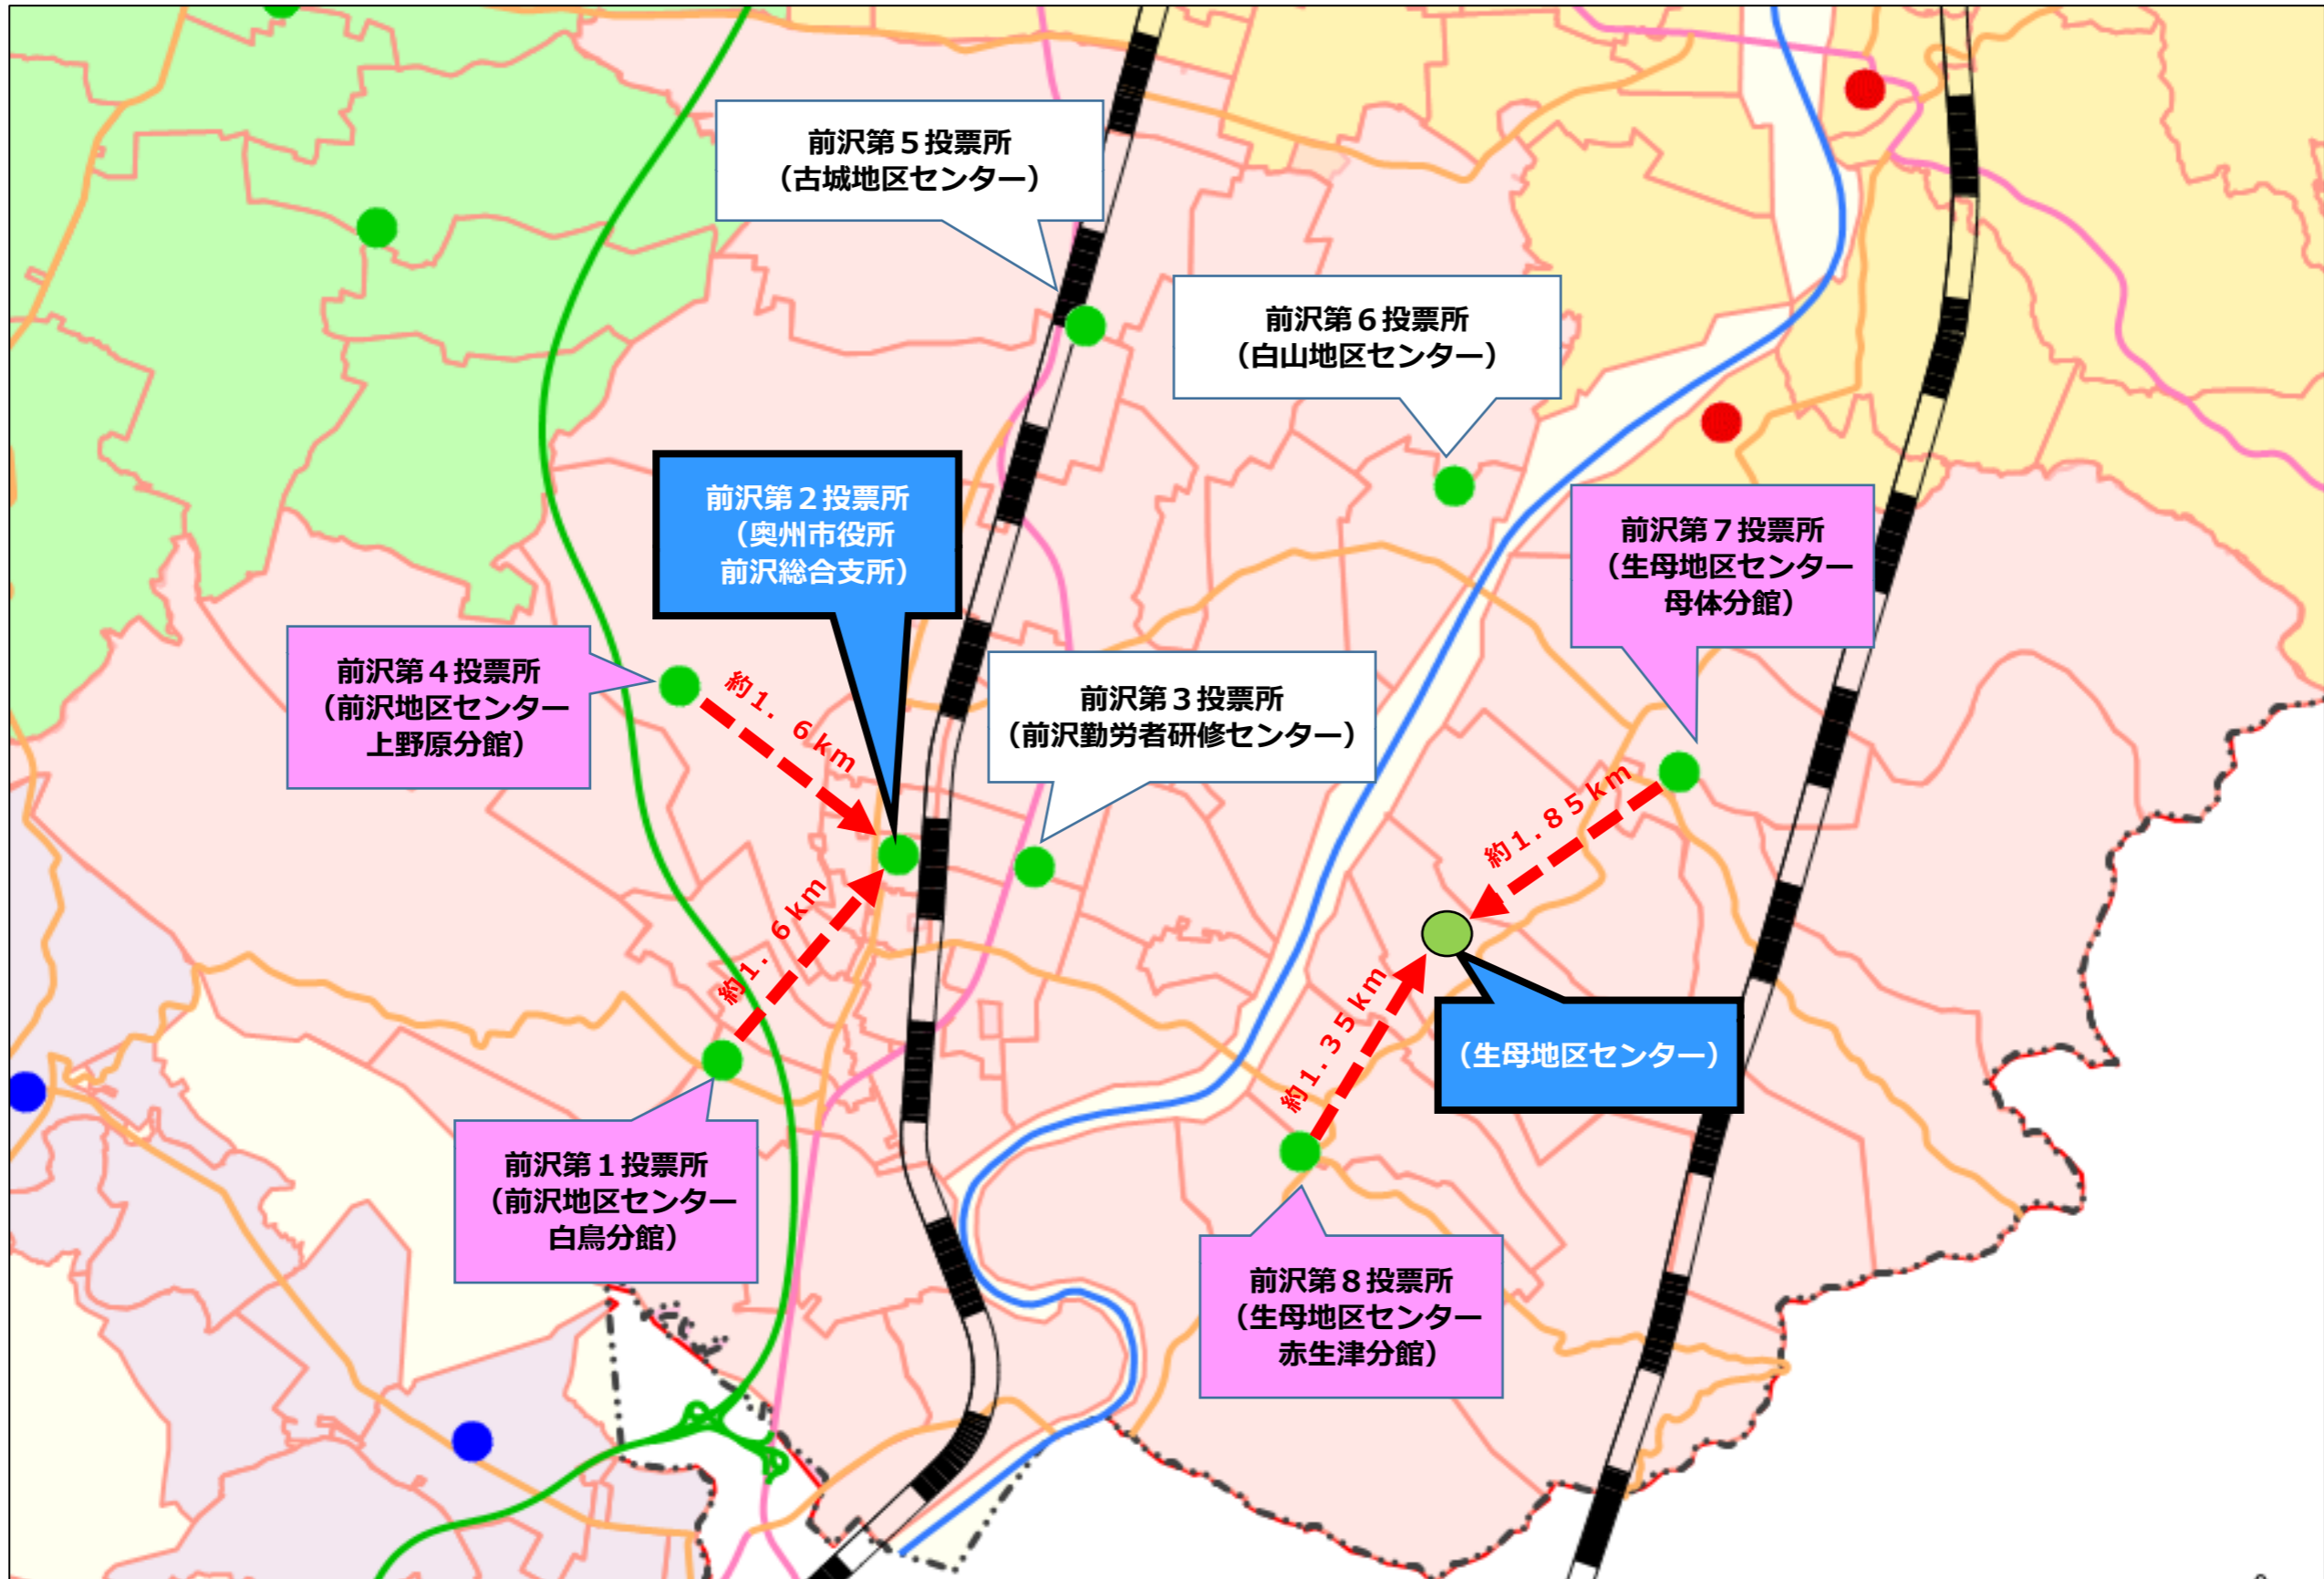 前沢第５投票所
（古城地区センター）
前沢第６投票所
（白山地区センター）
前沢第２投票所
（奥州市役所
前沢総合支所）
前沢第７投票所
（生母地区センター
母体分館）
前沢第４投票所
（前沢地区センター
上野原分館）
約１．６ｋｍ
前沢第３投票所
（前沢勤労者研修センター）
約１．８５ｋｍ
約１．６ｋｍ
約１．３５ｋｍ
（生母地区センター）
前沢第１投票所
（前沢地区センター
白鳥分館）
前沢第８投票所
（生母地区センター
赤生津分館）